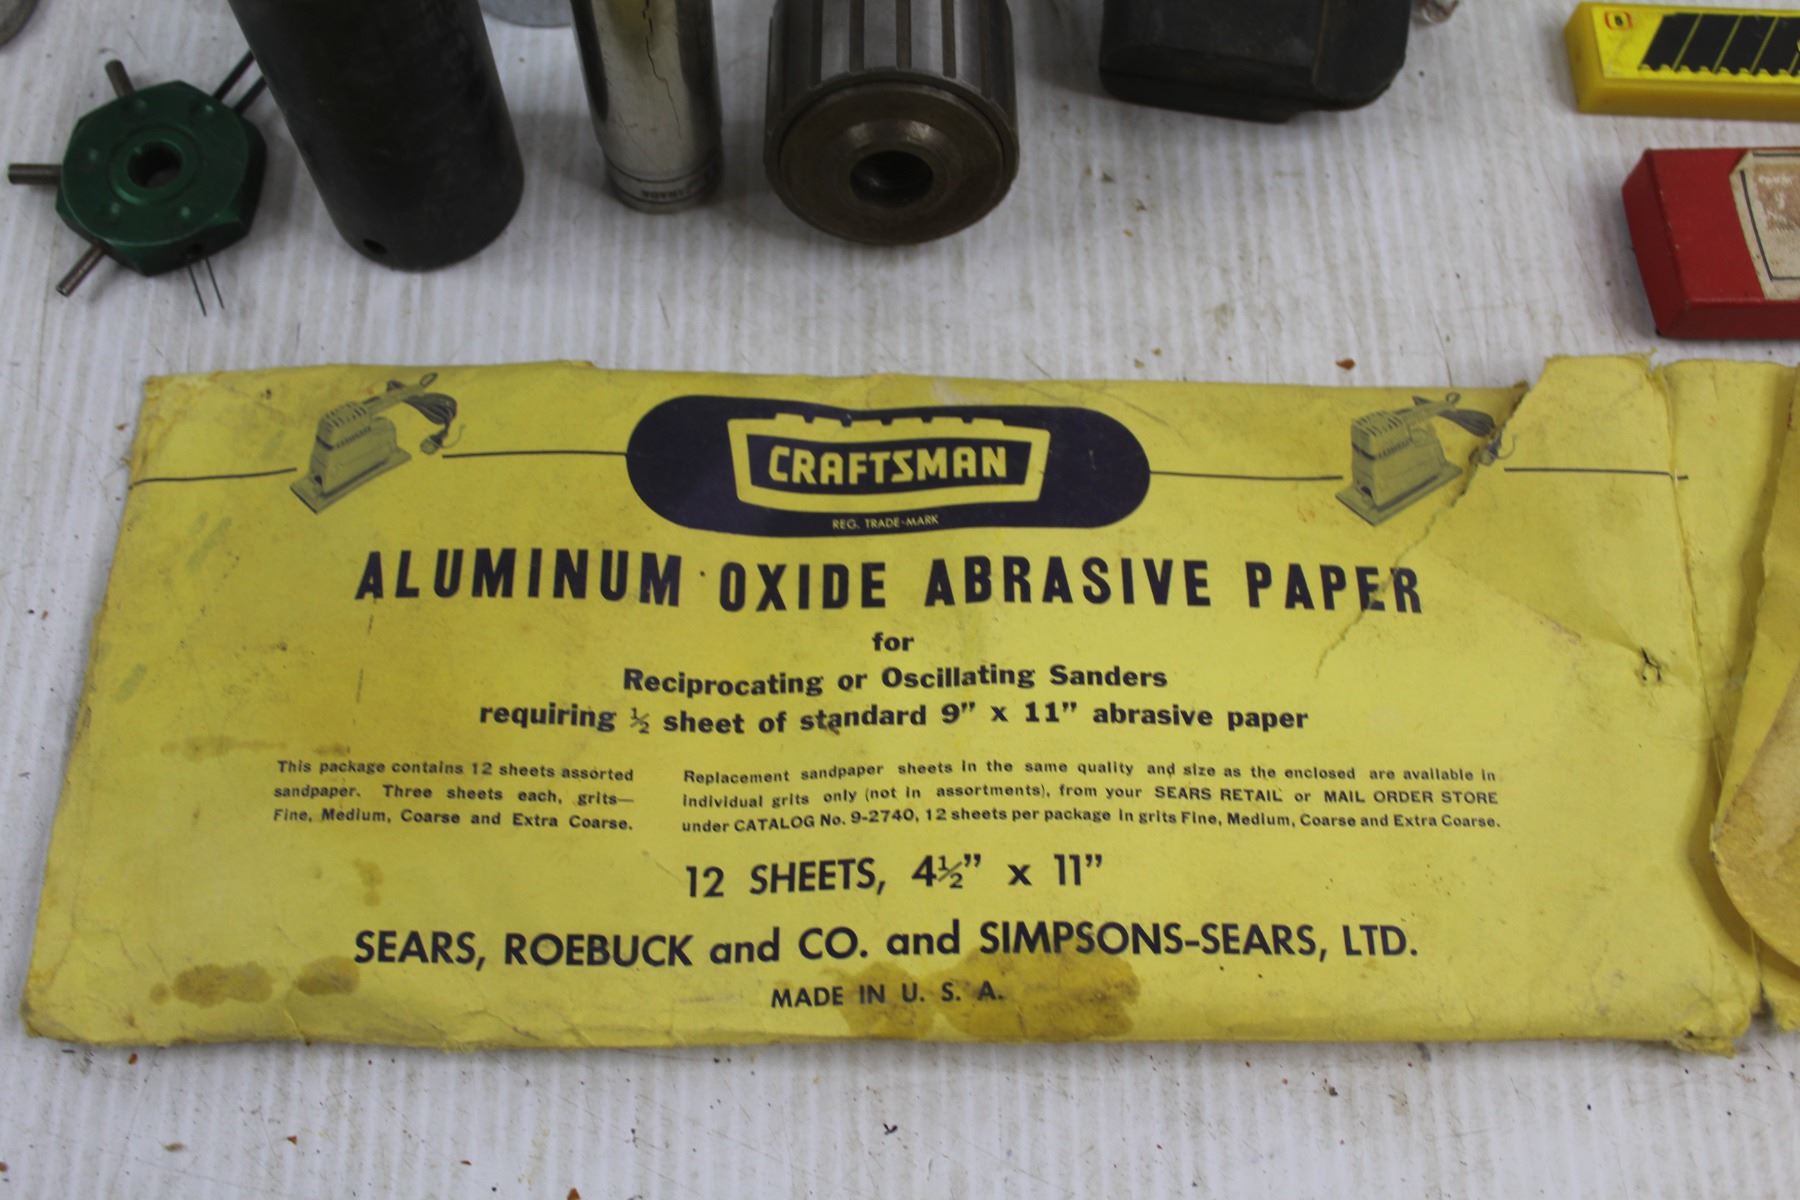 CANADA
CRAFTSMAN
REG. TRADE-MARK
ALUMINUM OXIDE ABRASIVE PAPER
for
Reciprocating or Oscillating Sanders
requiring ½ sheet of standard 9” x 11” abrasive paper
This package contains 12 sheets assorted
sandpaper. Three sheets each, grits—
Fine, Medium, Coarse and Extra Coarse.
Replacement sandpaper sheets in the same quality and size as the enclosed are available in
individual grits only (not in assortments), from your SEARS RETAIL or MAIL ORDER STORE
under CATALOG No. 9-2740, 12 sheets per package in grits Fine, Medium, Coarse and Extra Coarse.
12 SHEETS, 4½” x 11”
SEARS, ROEBUCK and CO. and SIMPSONS-SEARS, LTD.
MADE IN U. S. A.